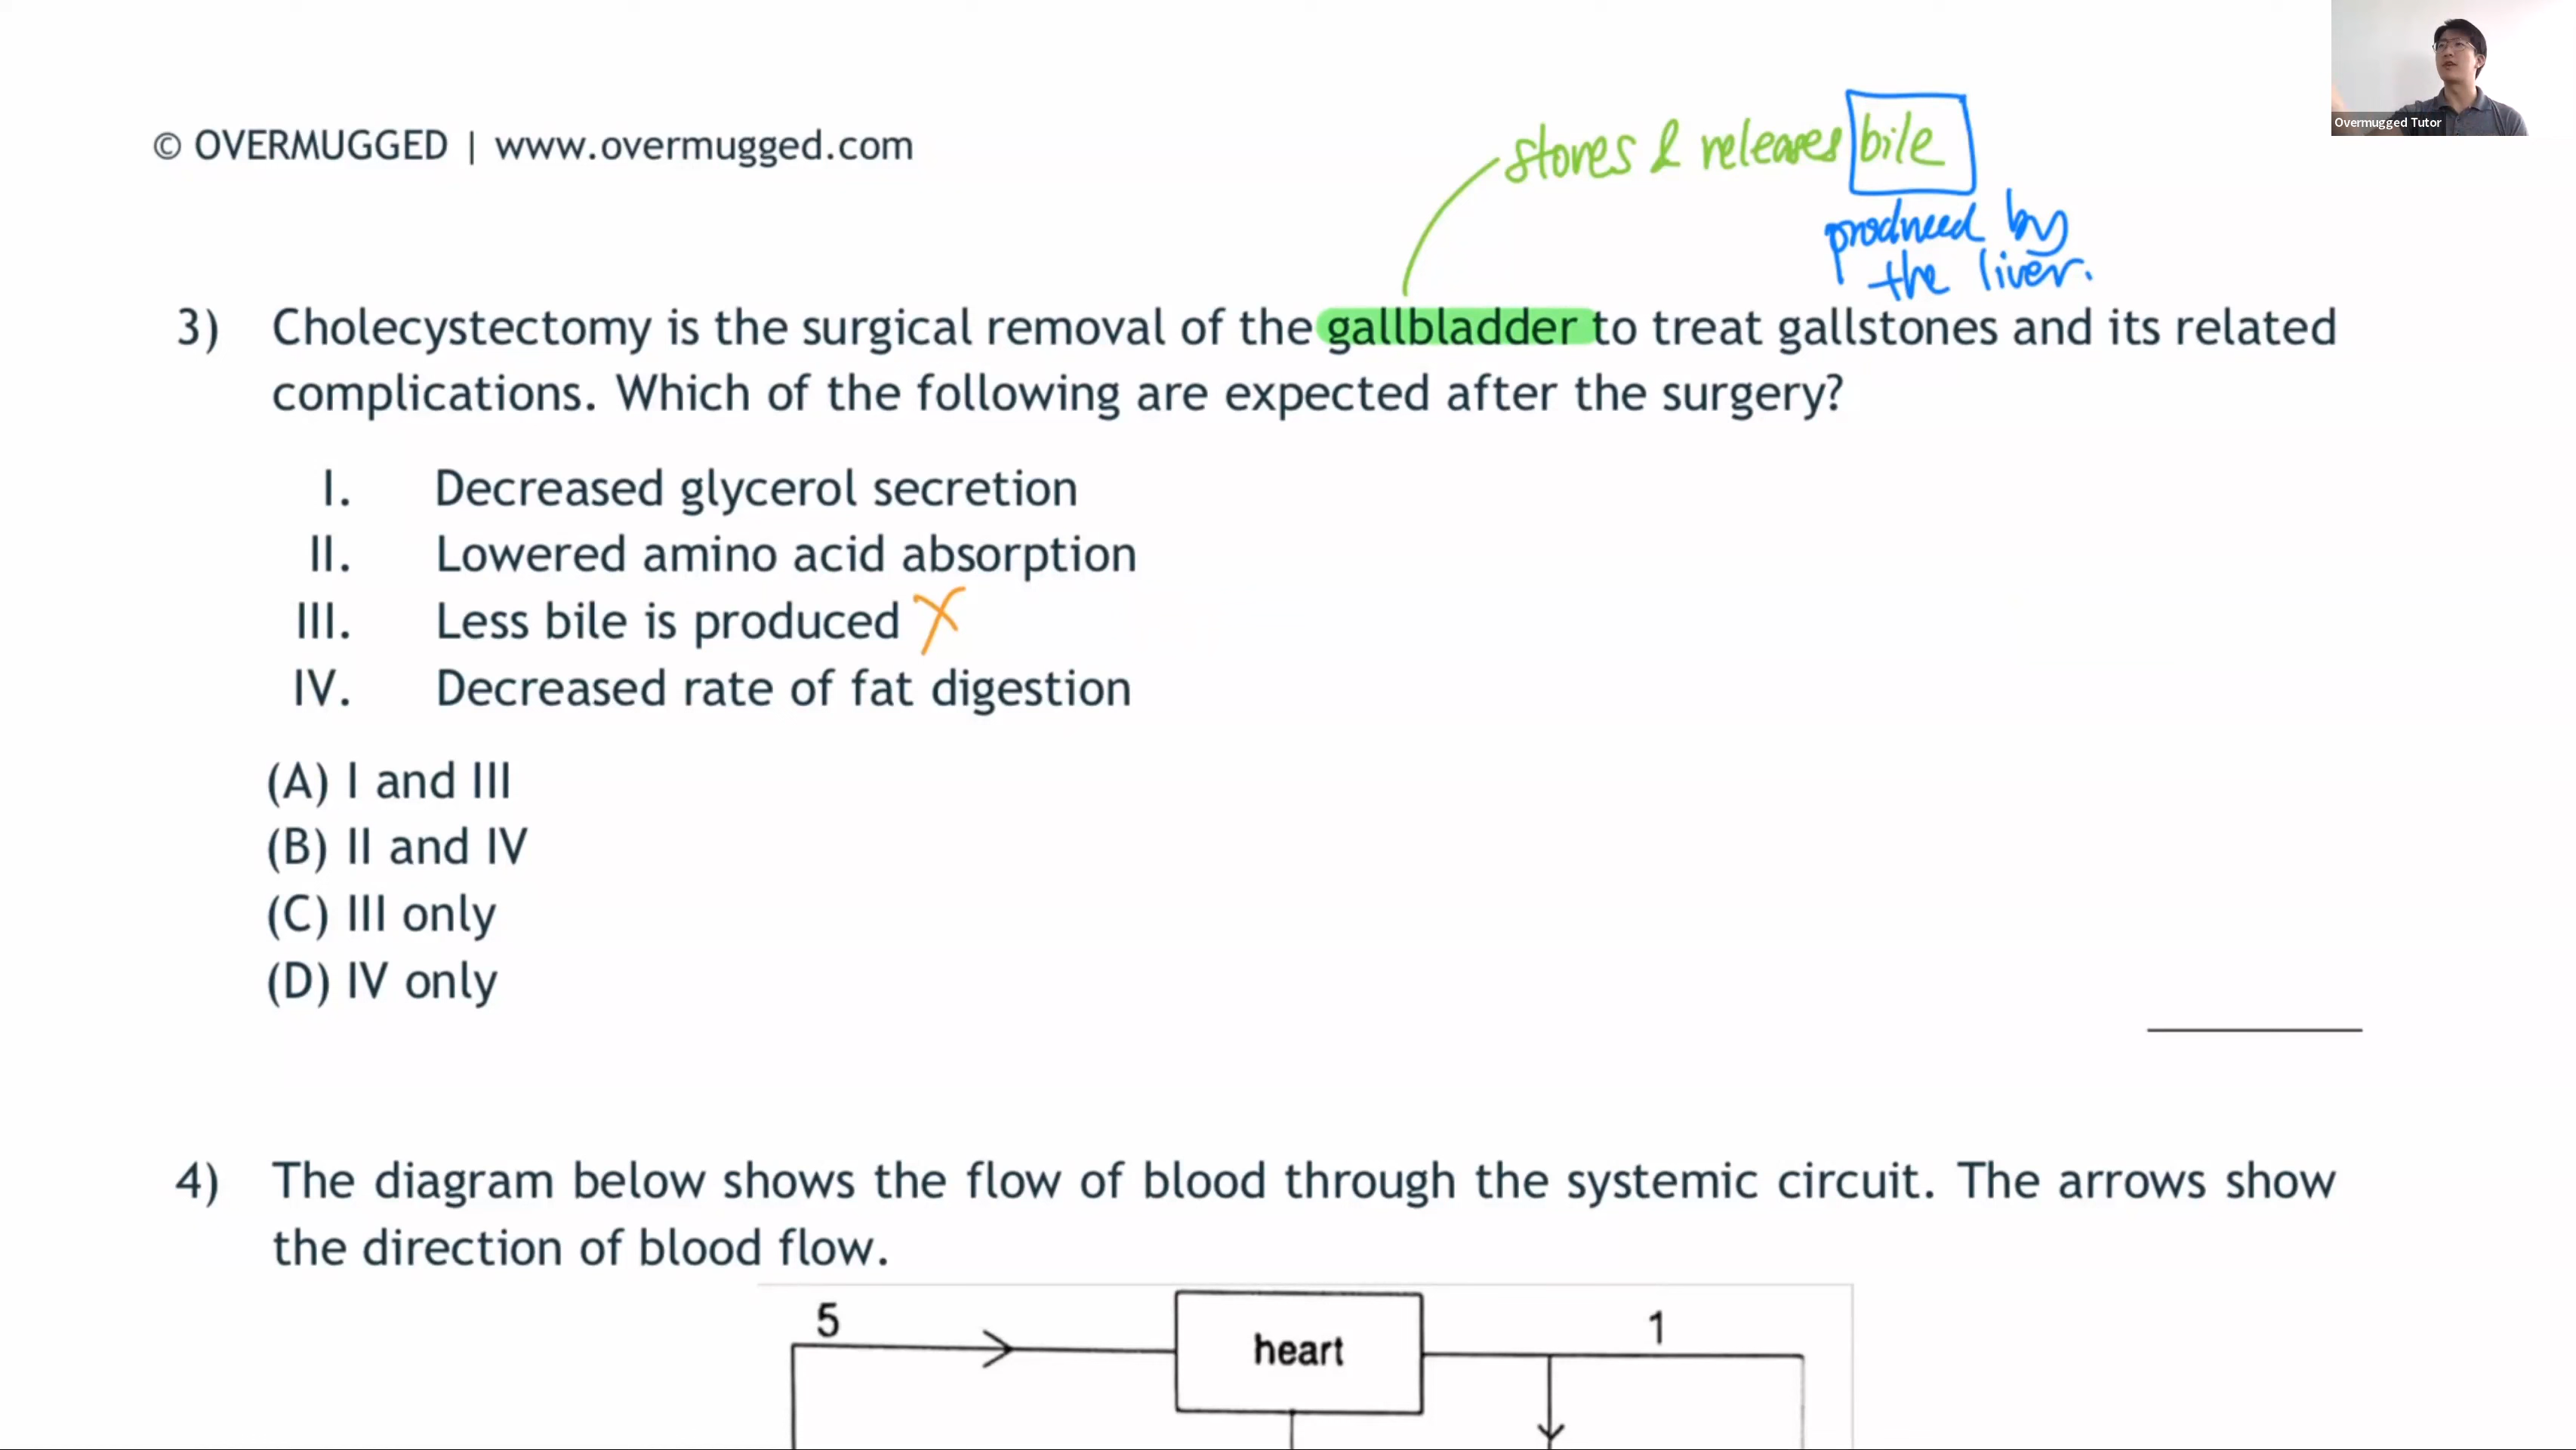 © OVERMUGGED | www.overmugged.com
stores & releases bile
produced by
the liver.
Overmugged Tutor
3) Cholecystectomy is the surgical removal of the gallbladder to treat gallstones and its related
complications. Which of the following are expected after the surgery?
I. Decreased glycerol secretion
II. Lowered amino acid absorption
III. Less bile is produced X
IV. Decreased rate of fat digestion
(A) I and III
(B) II and IV
(C) III only
(D) IV only
4) The diagram below shows the flow of blood through the systemic circuit. The arrows show
the direction of blood flow.
5
heart
1